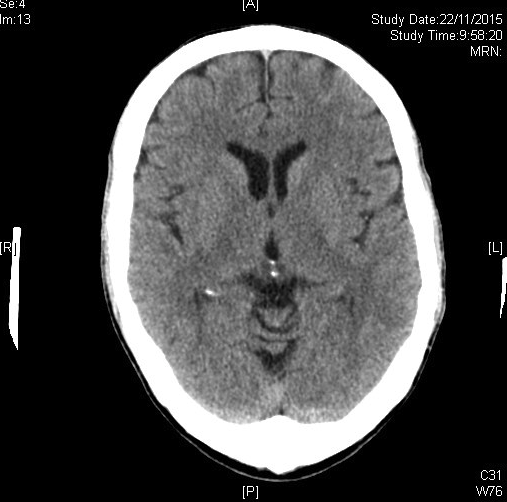 Se:4
Im:13
[A]
Study Date:22/11/2015
Study Time:9:58:20
MRN:
[R]
[L]
[P]
C31
W76